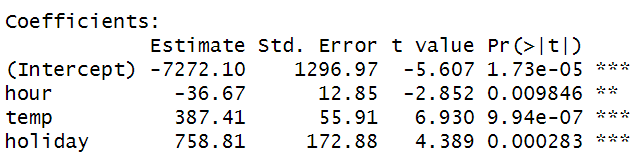 Coefficients:
Estimate Std. Error t value Pr(>|t|)
(Intercept) -7272.10 1296.97 -5.607 1.73e-05 ***
hour -36.67 12.85 -2.852 0.009846 **
temp 387.41 55.91 6.930 9.94e-07 ***
holiday 758.81 172.88 4.389 0.000283 ***